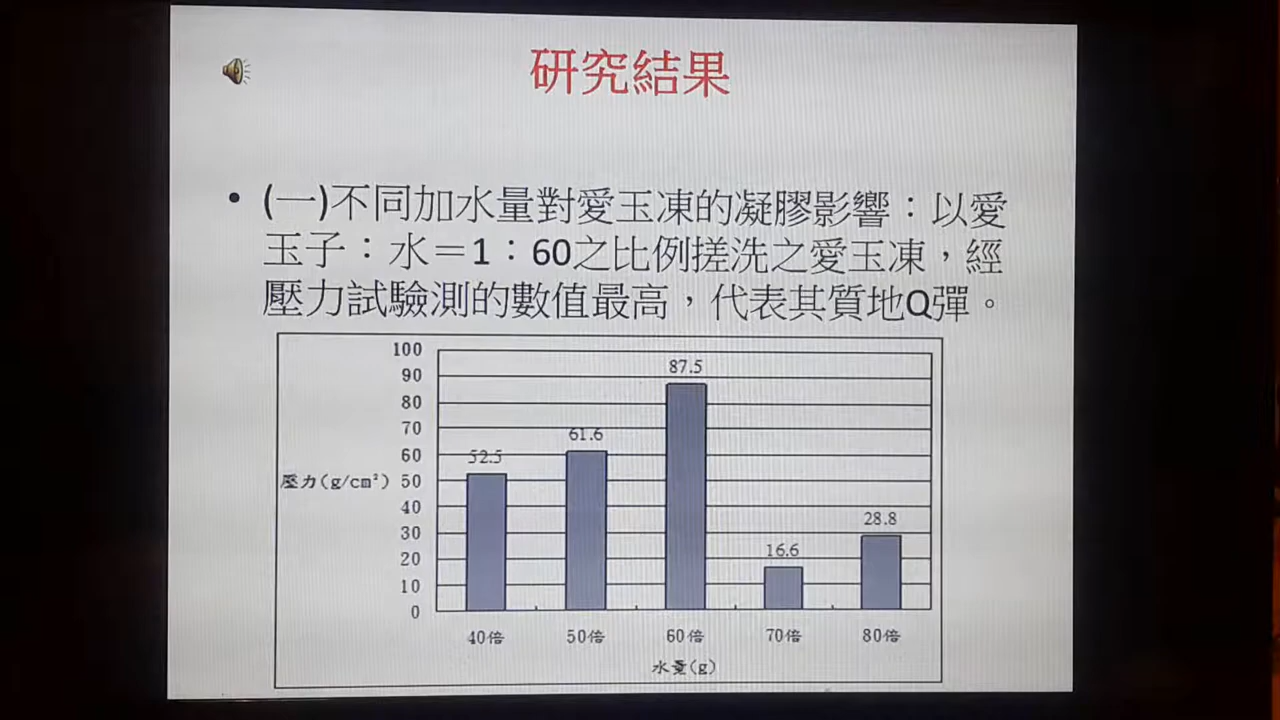 研究結果
• (一)不同加水量對愛玉凍的凝膠影響：以愛
玉子：水＝1：60之比例搓洗之愛玉凍，經
壓力試驗測的數值最高，代表其質地Q彈。
100
90
80
70
60
50
40
30
20
10
0
壓力(g/cm²)
52.5
61.6
87.5
16.6
28.8
40倍
50倍
60倍
70倍
80倍
水量(g)